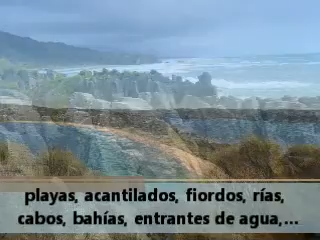 playas, acantilados, fiordos, rías,
cabos, bahías, entrantes de agua,...